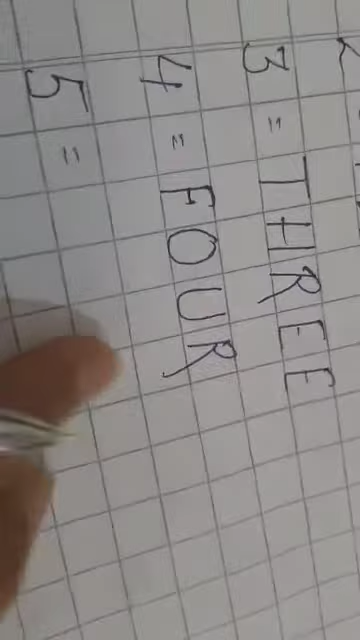 3 = THREE
4 = FOUR
5 =